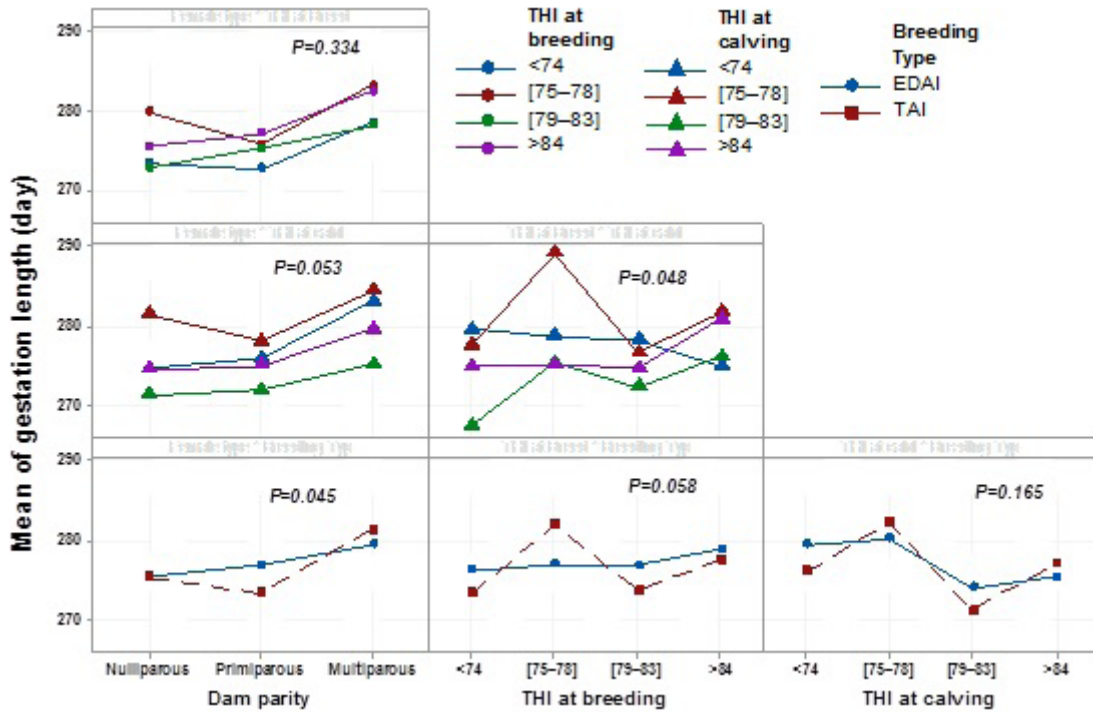 THI at
breeding
<74
[75–78]
[79–83]
>84
THI at
calving
<74
[75–78]
[79–83]
>84
Breeding
Type
EDAI
TAI
Mean of gestation length (day)
290
280
270
P=0.334
290
280
270
P=0.053
P=0.048
290
280
270
P=0.045
P=0.058
P=0.165
Nulliparous Primiparous Multiparous
<74 [75–78] [79–83] >84
<74 [75–78] [79–83] >84
Dam parity
THI at breeding
THI at calving